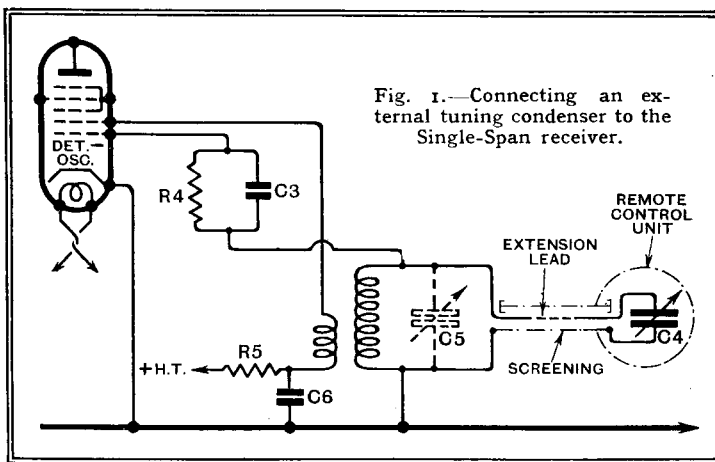 Fig. 1.—Connecting an ex-
ternal tuning condenser to the
Single-Span receiver.
DET.-
OSC.
R4
C3
REMOTE
CONTROL
UNIT
EXTENSION
LEAD
C5
C4
SCREENING
R5
+H.T.
C6